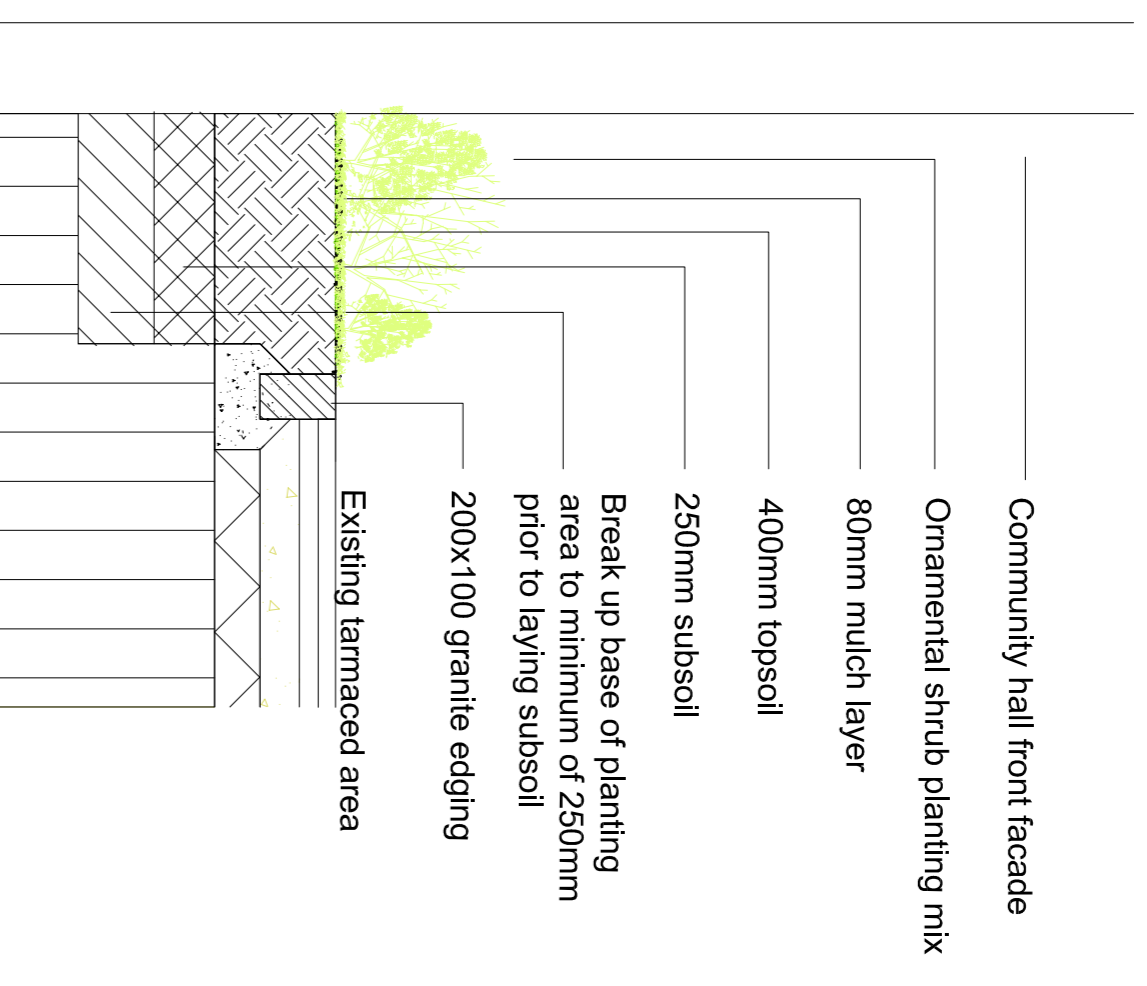 Community hall front facade
Ornamental shrub planting mix
80mm mulch layer
400mm topsoil
250mm subsoil
Break up base of planting
area to minimum of 250mm
prior to laying subsoil
200x100 granite edging
Existing tarmaced area